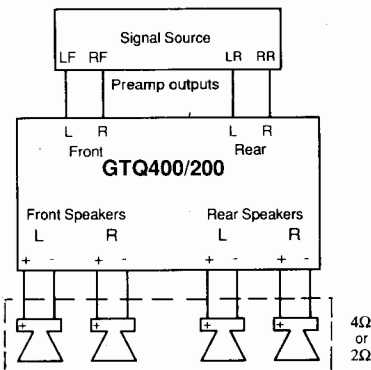 Signal Source
LF RF LR RR
Preamp outputs
L R L R
Front Rear
GTQ400/200
Front Speakers Rear Speakers
L R L R
+ - + - + - + -
+ + + +
4Ω
or
2Ω